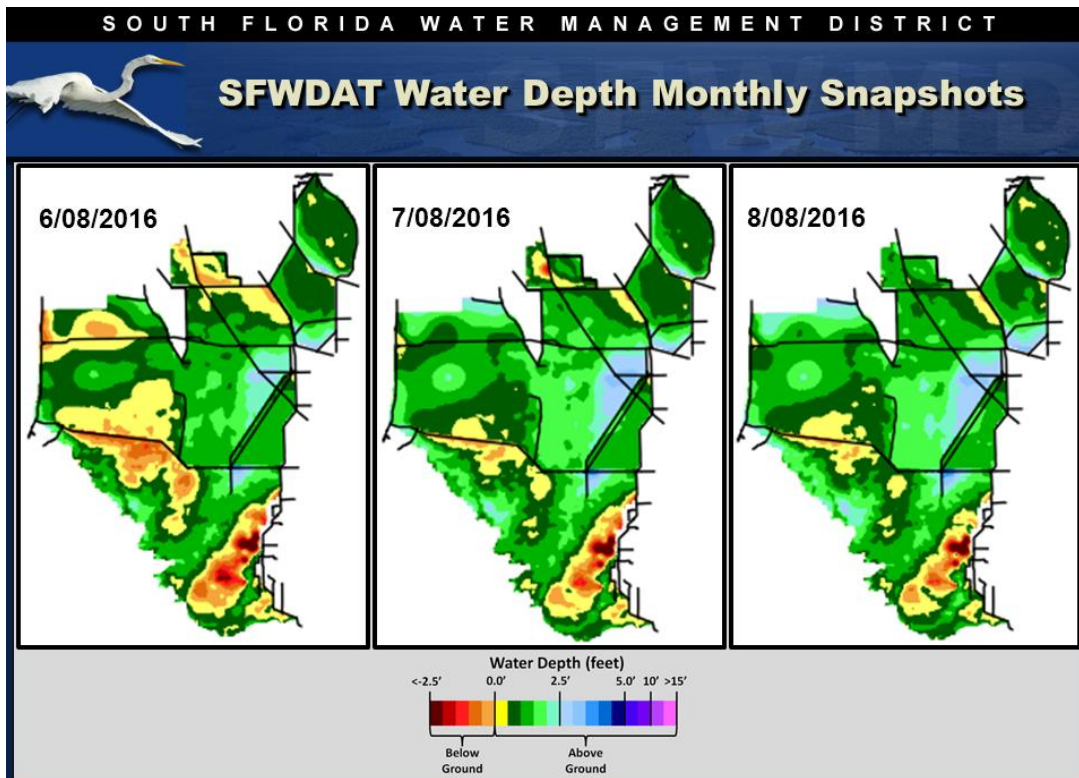 SOUTH FLORIDA WATER MANAGEMENT DISTRICT
SFWDAT Water Depth Monthly Snapshots
6/08/2016
7/08/2016
8/08/2016
Water Depth (feet)
<-2.5' 0.0' 2.5' 5.0' 10' >15'
Below Ground
Above Ground